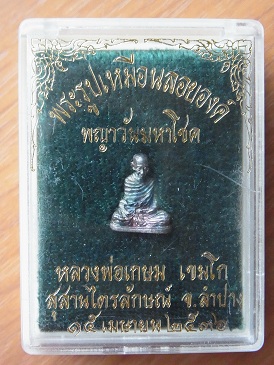 พระรูปเหมือนลอยองค์
พญาวันมหาโชค
หลวงพ่อเกษม เขมโก
สุสานไตรลักษณ์ จ.ลำปาง
๑๕ เมษายน ๒๕๓๒